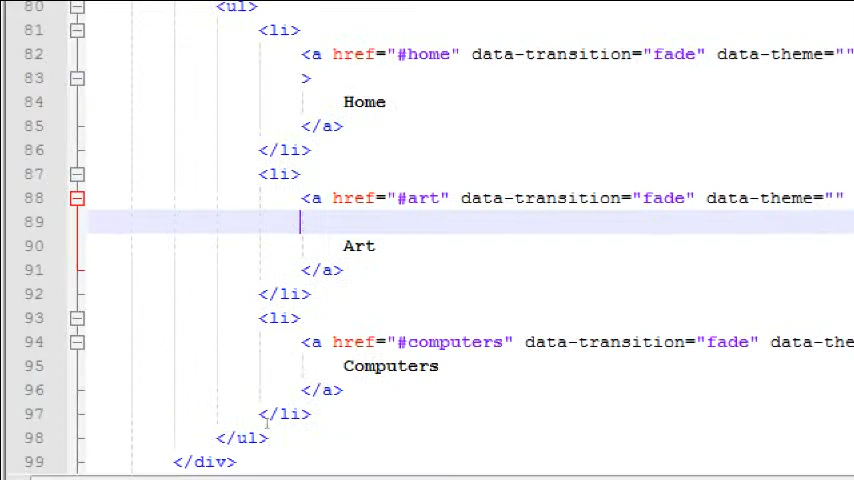 80 <ul>
81 <li>
82 <a href="#home" data-transition="fade" data-theme=""
83 >
84 Home
85 </a>
86 </li>
87 <li>
88 <a href="#art" data-transition="fade" data-theme=""
89
90 Art
91 </a>
92 </li>
93 <li>
94 <a href="#computers" data-transition="fade" data-the
95 Computers
96 </a>
97 </li>
98 </ul>
99 </div>